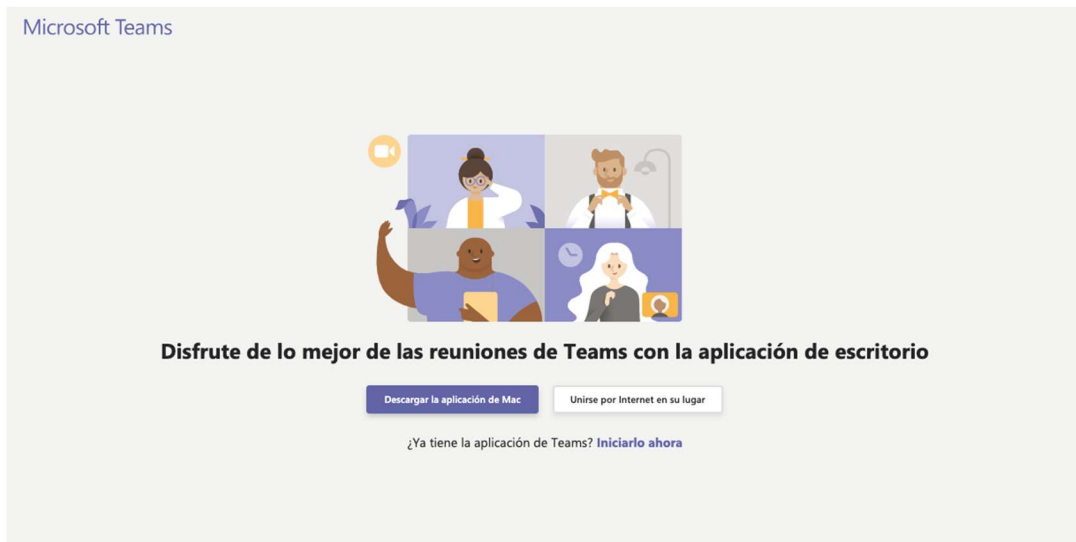 Microsoft Teams
Disfrute de lo mejor de las reuniones de Teams con la aplicación de escritorio
Descargar la aplicación de Mac
Unirse por Internet en su lugar
¿Ya tiene la aplicación de Teams? Iniciarlo ahora